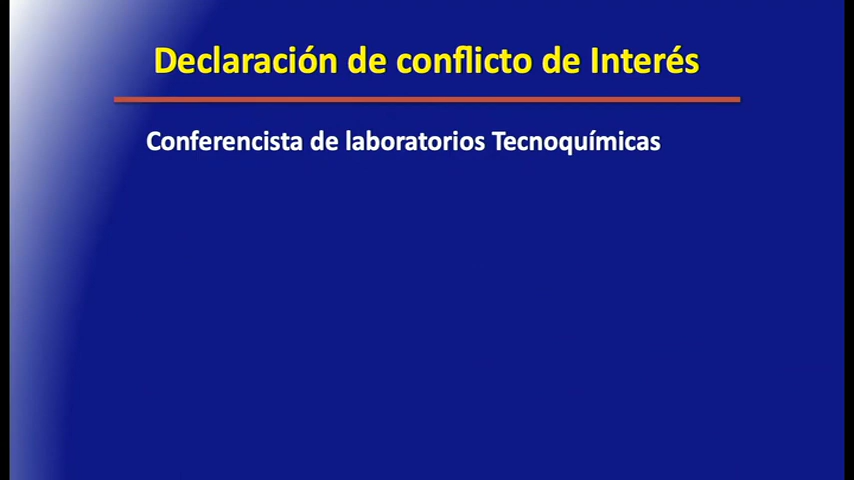 Declaración de conflicto de Interés
Conferencista de laboratorios Tecnoquímicas